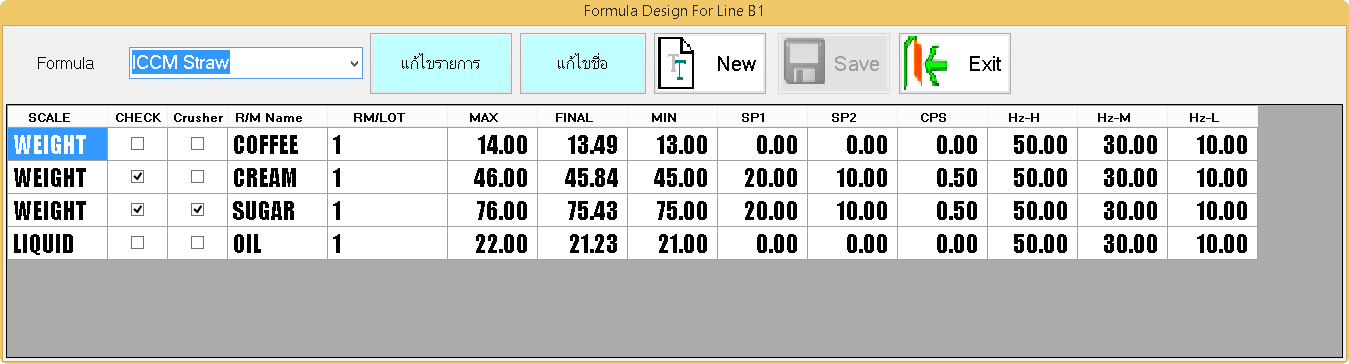 Formula Design For Line B1
Formula ICCM Straw แก้ไขรายการ แก้ไขชื่อ New Save Exit
SCALE CHECK Crusher R/M Name RM/LOT MAX FINAL MIN SP1 SP2 CPS Hz-H Hz-M Hz-L
WEIGHT COFFEE 1 14.00 13.49 13.00 0.00 0.00 0.00 50.00 30.00 10.00
WEIGHT CREAM 1 46.00 45.84 45.00 20.00 10.00 0.50 50.00 30.00 10.00
WEIGHT SUGAR 1 76.00 75.43 75.00 20.00 10.00 0.50 50.00 30.00 10.00
LIQUID OIL 1 22.00 21.23 21.00 0.00 0.00 0.00 50.00 30.00 10.00